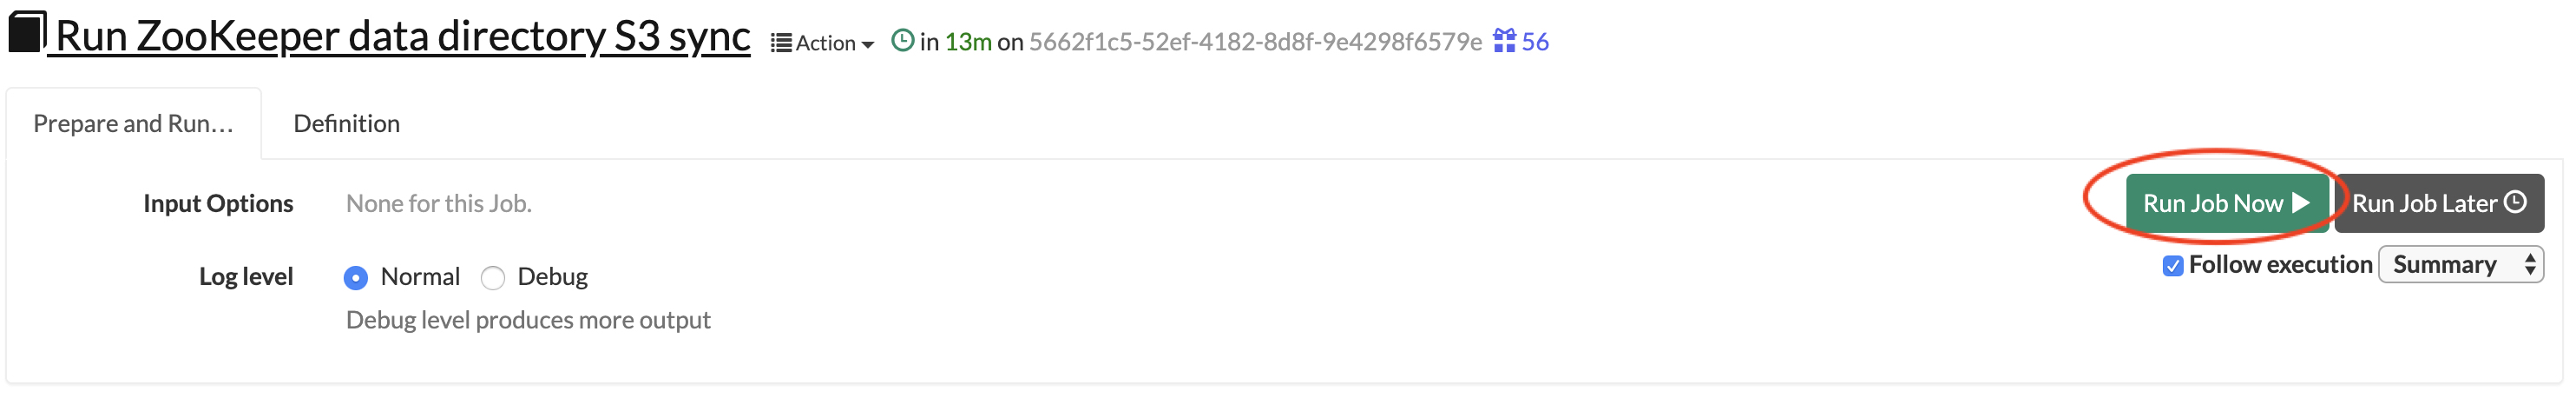 Run ZooKeeper data directory S3 sync Action in 13m on 5662f1c5-52ef-4182-8d8f-9e4298f6579e 56
Prepare and Run… Definition
Input Options None for this Job. Run Job Now Run Job Later
Log level Normal Debug Follow execution Summary
Debug level produces more output